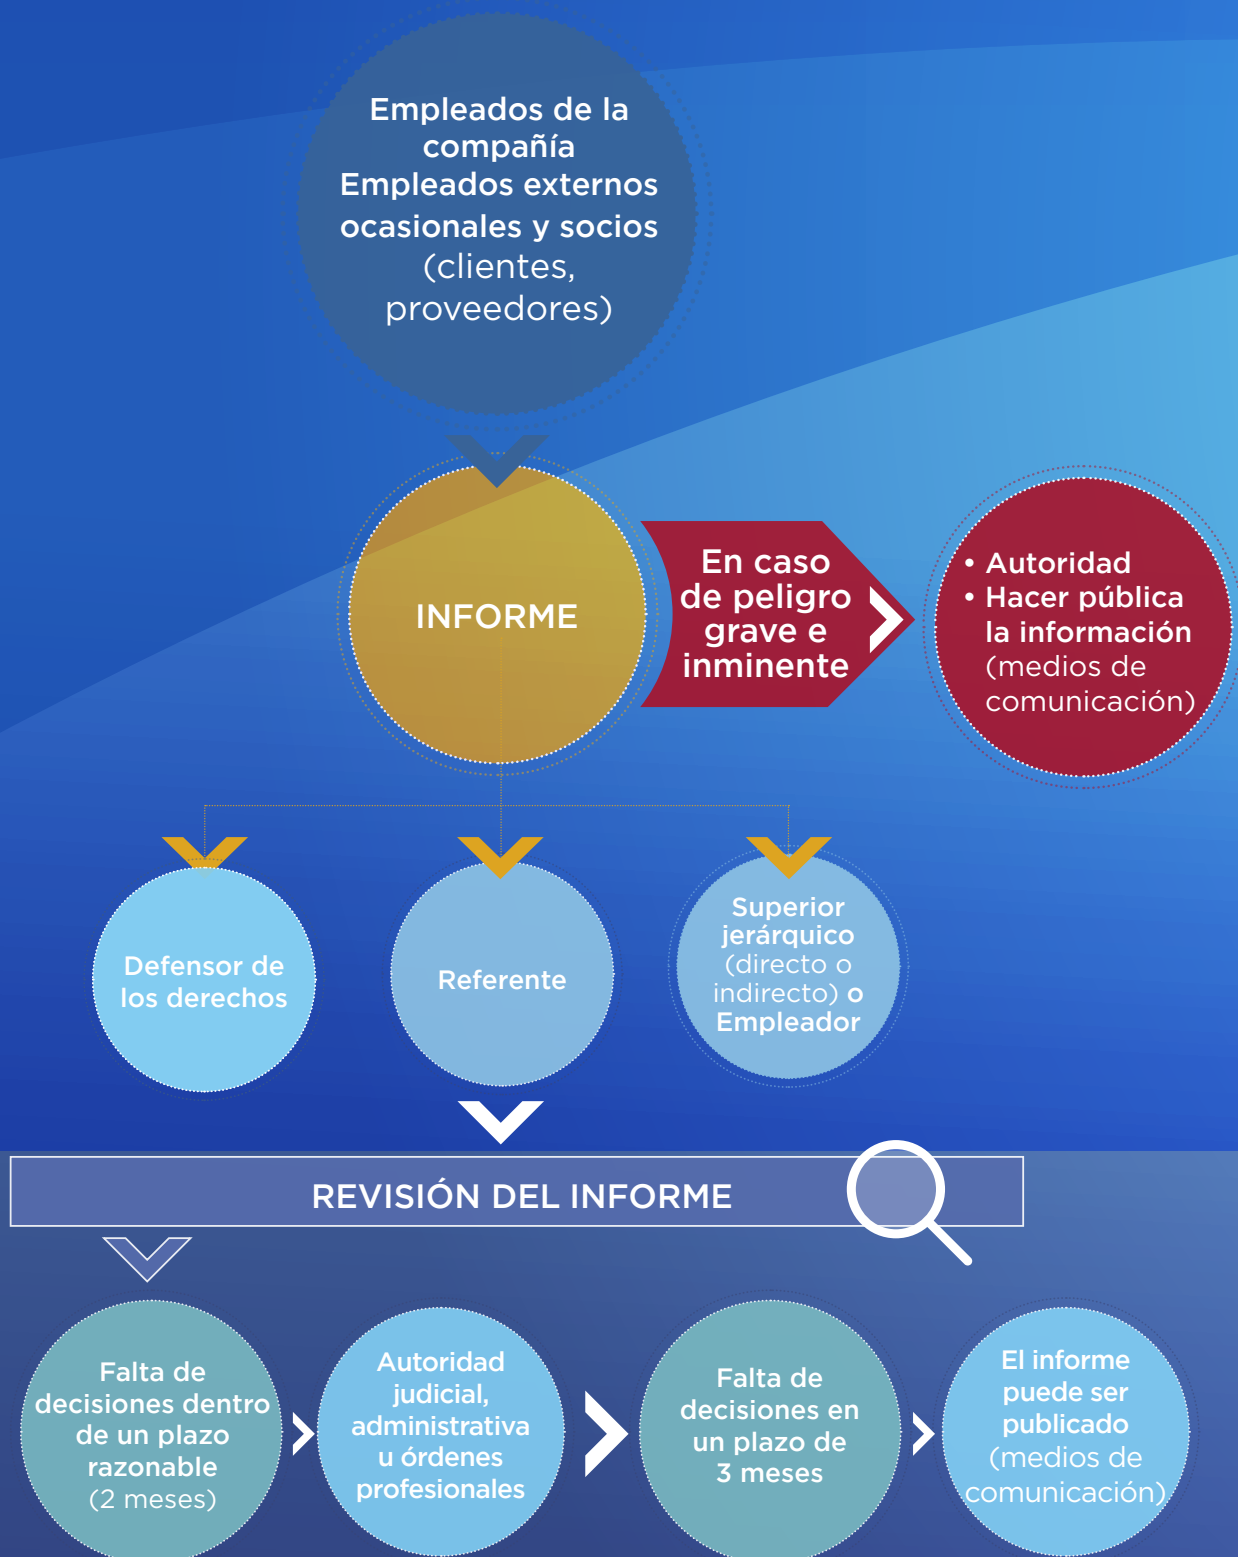 Empleados de la
compañía
Empleados externos
ocasionales y socios
(clientes,
proveedores)
INFORME
En caso
de peligro
grave e
inminente
• Autoridad
• Hacer pública
la información
(medios de
comunicación)
Defensor de
los derechos
Referente
Superior
jerárquico
(directo o
indirecto) o
Empleador
REVISIÓN DEL INFORME
Falta de
decisiones dentro
de un plazo
razonable
(2 meses)
Autoridad
judicial,
administrativa
u órdenes
profesionales
Falta de
decisiones en
un plazo de
3 meses
El informe
puede ser
publicado
(medios de
comunicación)